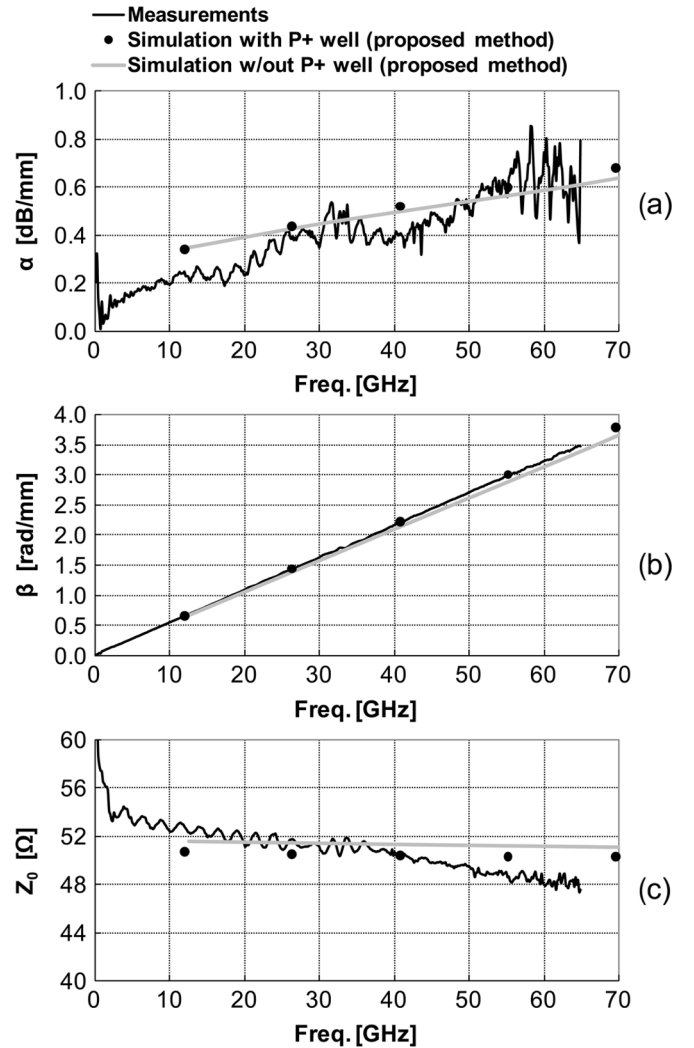 Measurements
Simulation with P+ well (proposed method)
Simulation w/out P+ well (proposed method)
1.0
0.8
0.6
0.4
0.2
0.0
α [dB/mm]
0 10 20 30 40 50 60 70
Freq. [GHz]
(a)
4.0
3.5
3.0
2.5
2.0
1.5
1.0
0.5
0.0
β [rad/mm]
0 10 20 30 40 50 60 70
Freq. [GHz]
(b)
60
56
52
48
44
40
Z₀ [Ω]
0 10 20 30 40 50 60 70
Freq. [GHz]
(c)